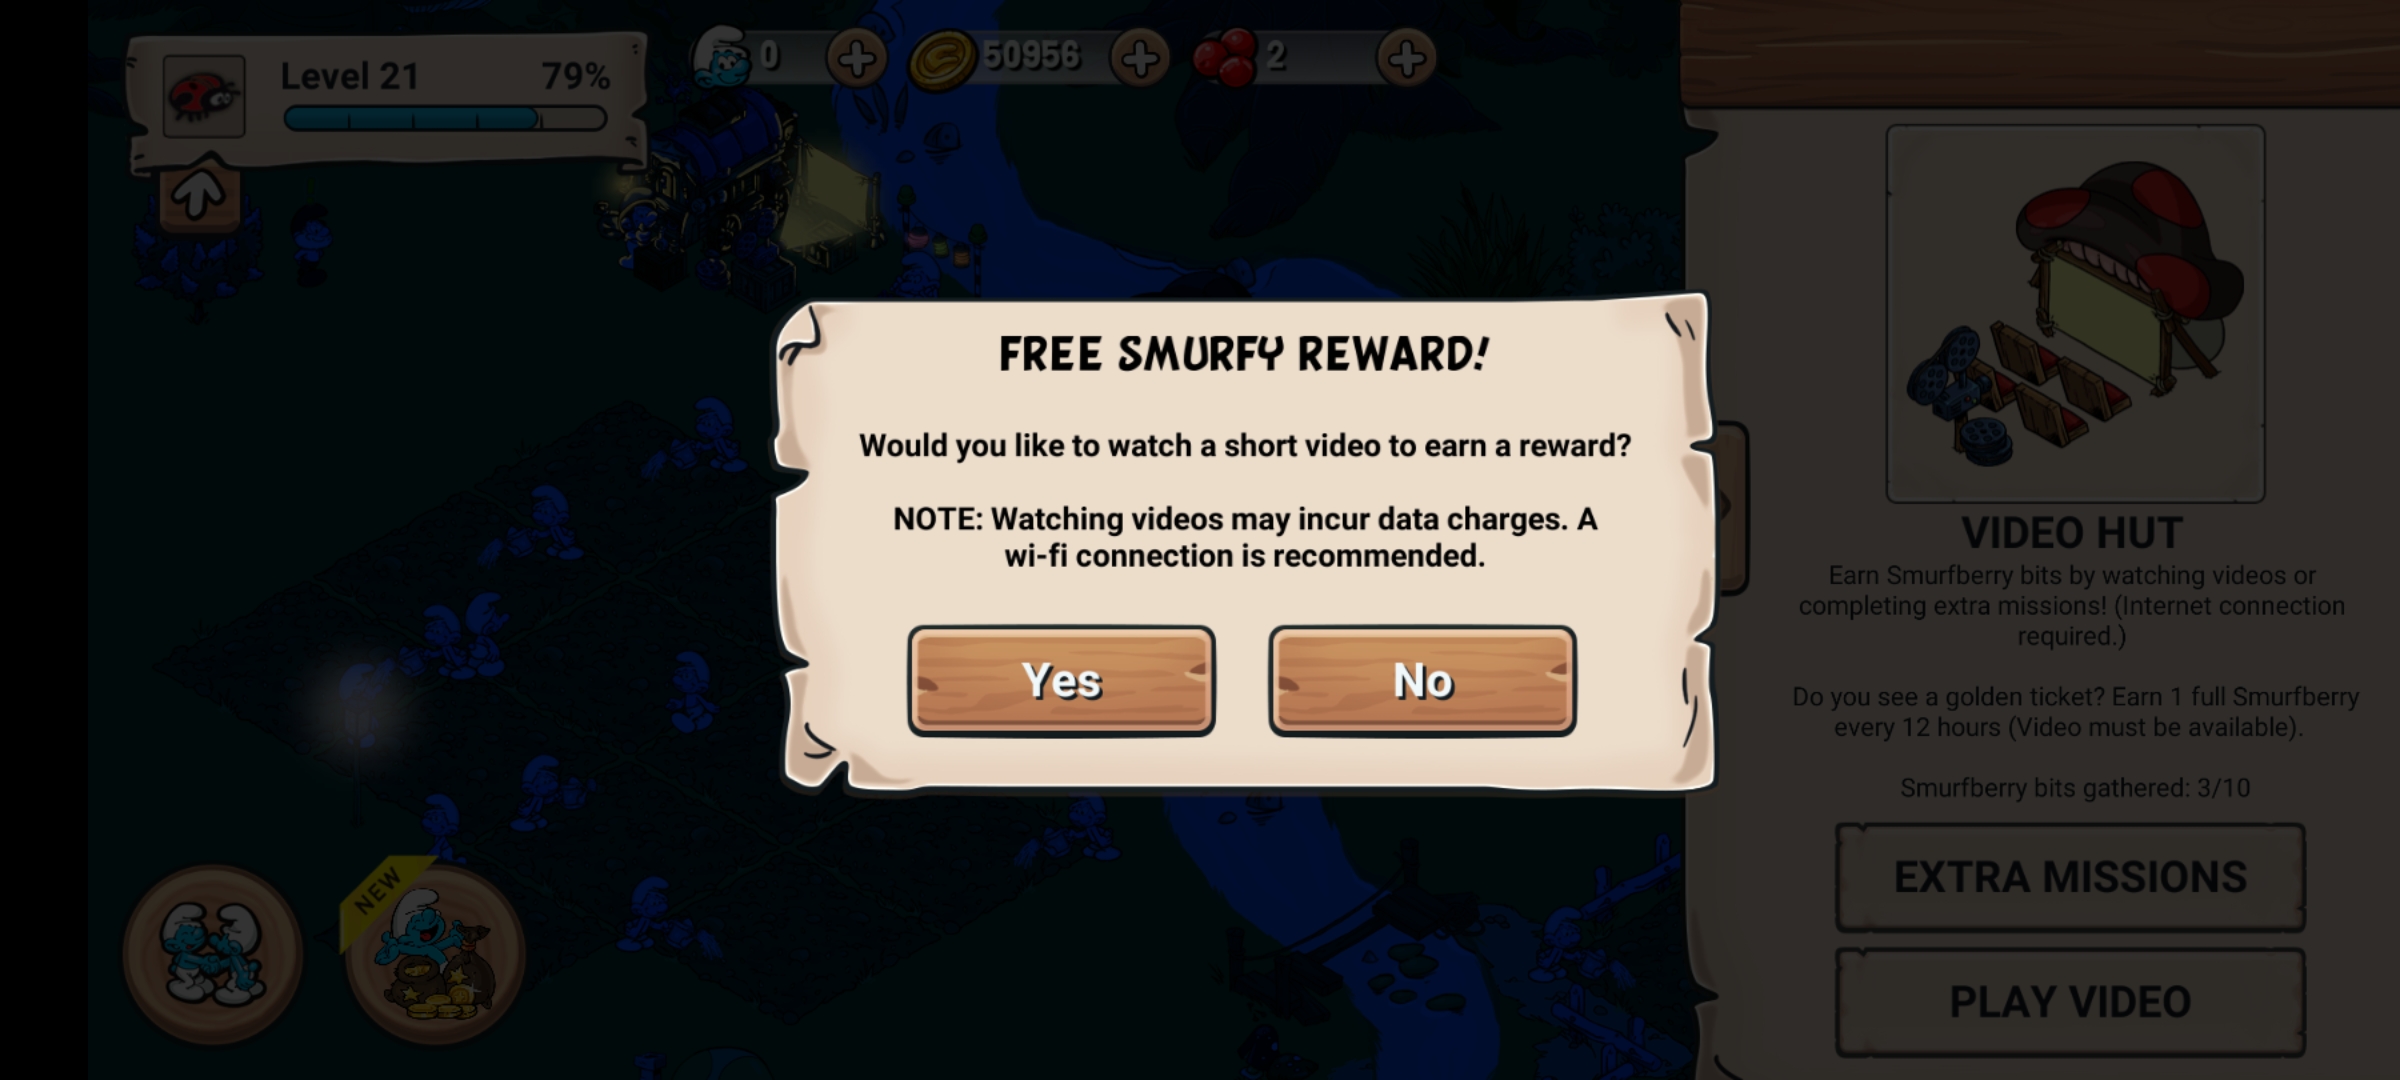 Level 21 79%
0
50956
2
FREE SMURFY REWARD!
Would you like to watch a short video to earn a reward?
NOTE: Watching videos may incur data charges. A
wi-fi connection is recommended.
Yes
No
VIDEO HUT
Earn Smurfberry bits by watching videos or
completing extra missions! (Internet connection
required.)
Do you see a golden ticket? Earn 1 full Smurfberry
every 12 hours (Video must be available).
Smurfberry bits gathered: 3/10
EXTRA MISSIONS
PLAY VIDEO
NEW